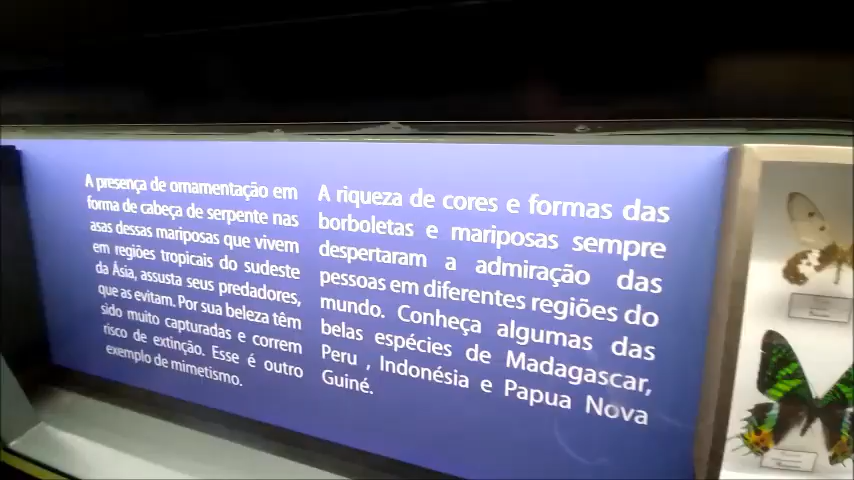 A presença de ornamentação em
forma de cabeça de serpente nas
asas dessas mariposas que vivem
em regiões tropicais do sudeste
da Ásia, assusta seus predadores,
que as evitam. Por sua beleza têm
sido muito capturadas e correm
risco de extinção. Esse é outro
exemplo de mimetismo.
A riqueza de cores e formas das
borboletas e mariposas sempre
despertaram a admiração das
pessoas em diferentes regiões do
mundo. Conheça algumas das
belas espécies de Madagascar,
Peru , Indonésia e Papua Nova
Guiné.